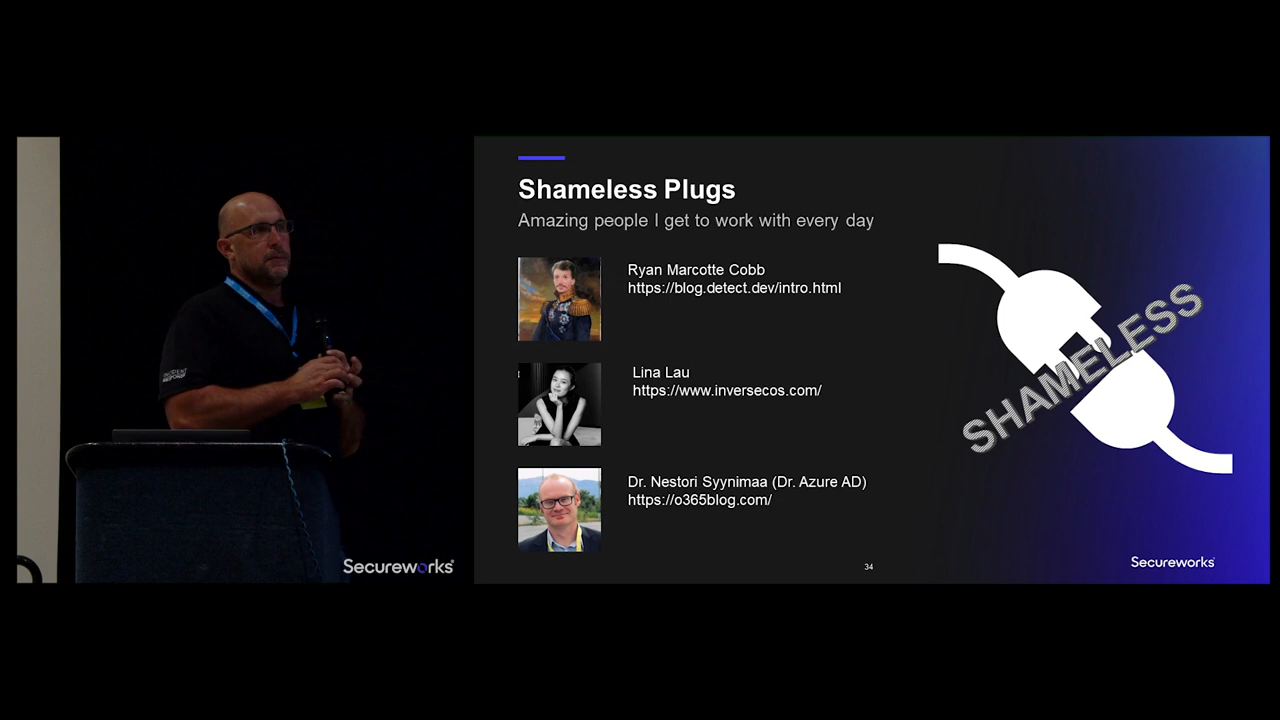 INCIDENT
RESPONSE
Secureworks
Shameless Plugs
Amazing people I get to work with every day
Ryan Marcotte Cobb
https://blog.detect.dev/intro.html
Lina Lau
https://www.inversecos.com/
Dr. Nestori Syynimaa (Dr. Azure AD)
https://o365blog.com/
SHAMELESS
34
Secureworks